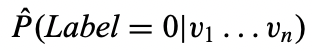 P̂(Label = 0|v₁ … vₙ)